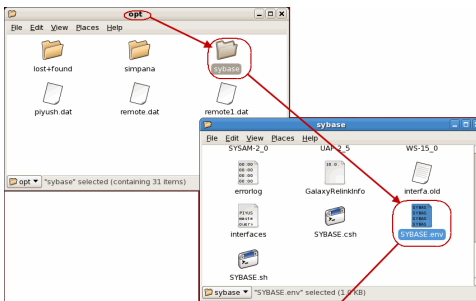 opt
File Edit View Places Help
lost+found simpana sybase
piyush.dat remote.dat remote1.dat
opt "sybase" selected (containing 31 items)
sybase
File Edit View Places Help
SYSAM-2_0 UAF-2_5 WS-15_0
errorlog GalaxyRelinkInfo interfa.old
interfaces SYBASE.csh SYBASE.env
SYBASE.sh
sybase "SYBASE.env" selected (1.0 KB)